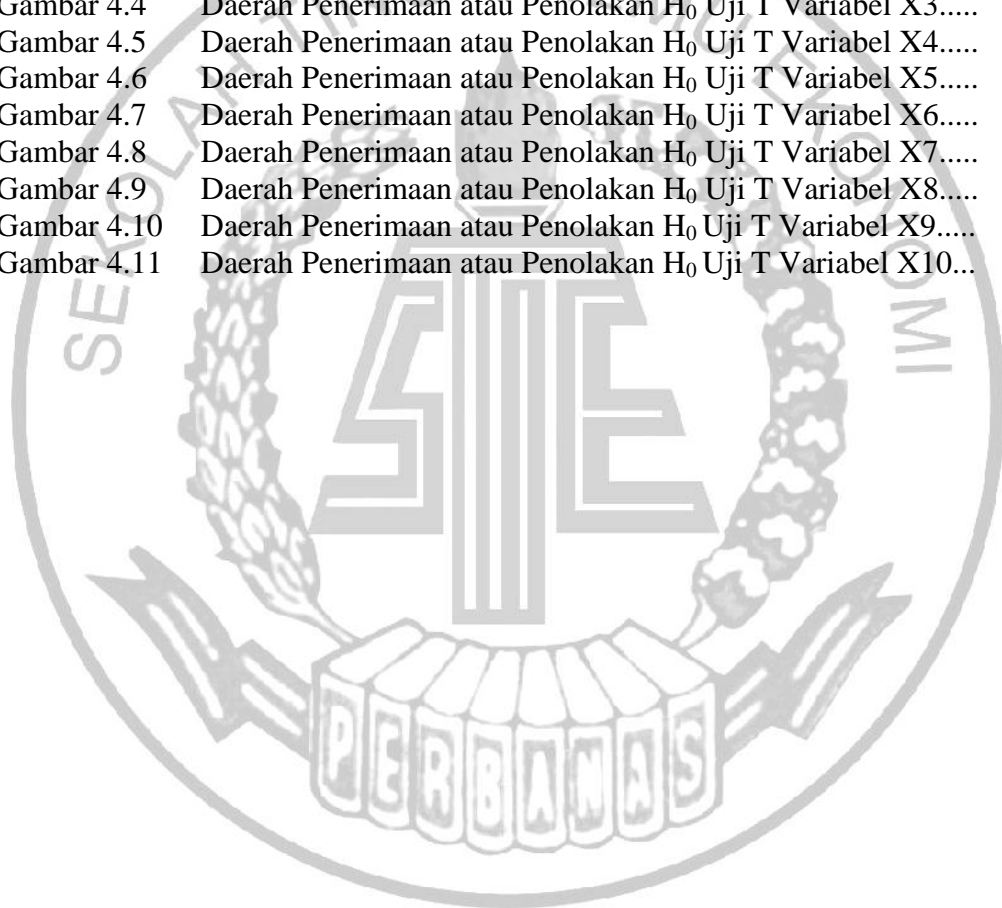 Gambar 4.4 Daerah Penerimaan atau Penolakan H₀ Uji T Variabel X3.....
Gambar 4.5 Daerah Penerimaan atau Penolakan H₀ Uji T Variabel X4.....
Gambar 4.6 Daerah Penerimaan atau Penolakan H₀ Uji T Variabel X5.....
Gambar 4.7 Daerah Penerimaan atau Penolakan H₀ Uji T Variabel X6.....
Gambar 4.8 Daerah Penerimaan atau Penolakan H₀ Uji T Variabel X7.....
Gambar 4.9 Daerah Penerimaan atau Penolakan H₀ Uji T Variabel X8.....
Gambar 4.10 Daerah Penerimaan atau Penolakan H₀ Uji T Variabel X9.....
Gambar 4.11 Daerah Penerimaan atau Penolakan H₀ Uji T Variabel X10...
SEKOLAH
EKONOMI
PERBANAS